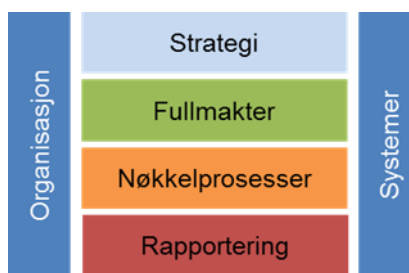 Organisasjon
Strategi
Fullmakter
Nøkkelprosesser
Rapportering
Systemer